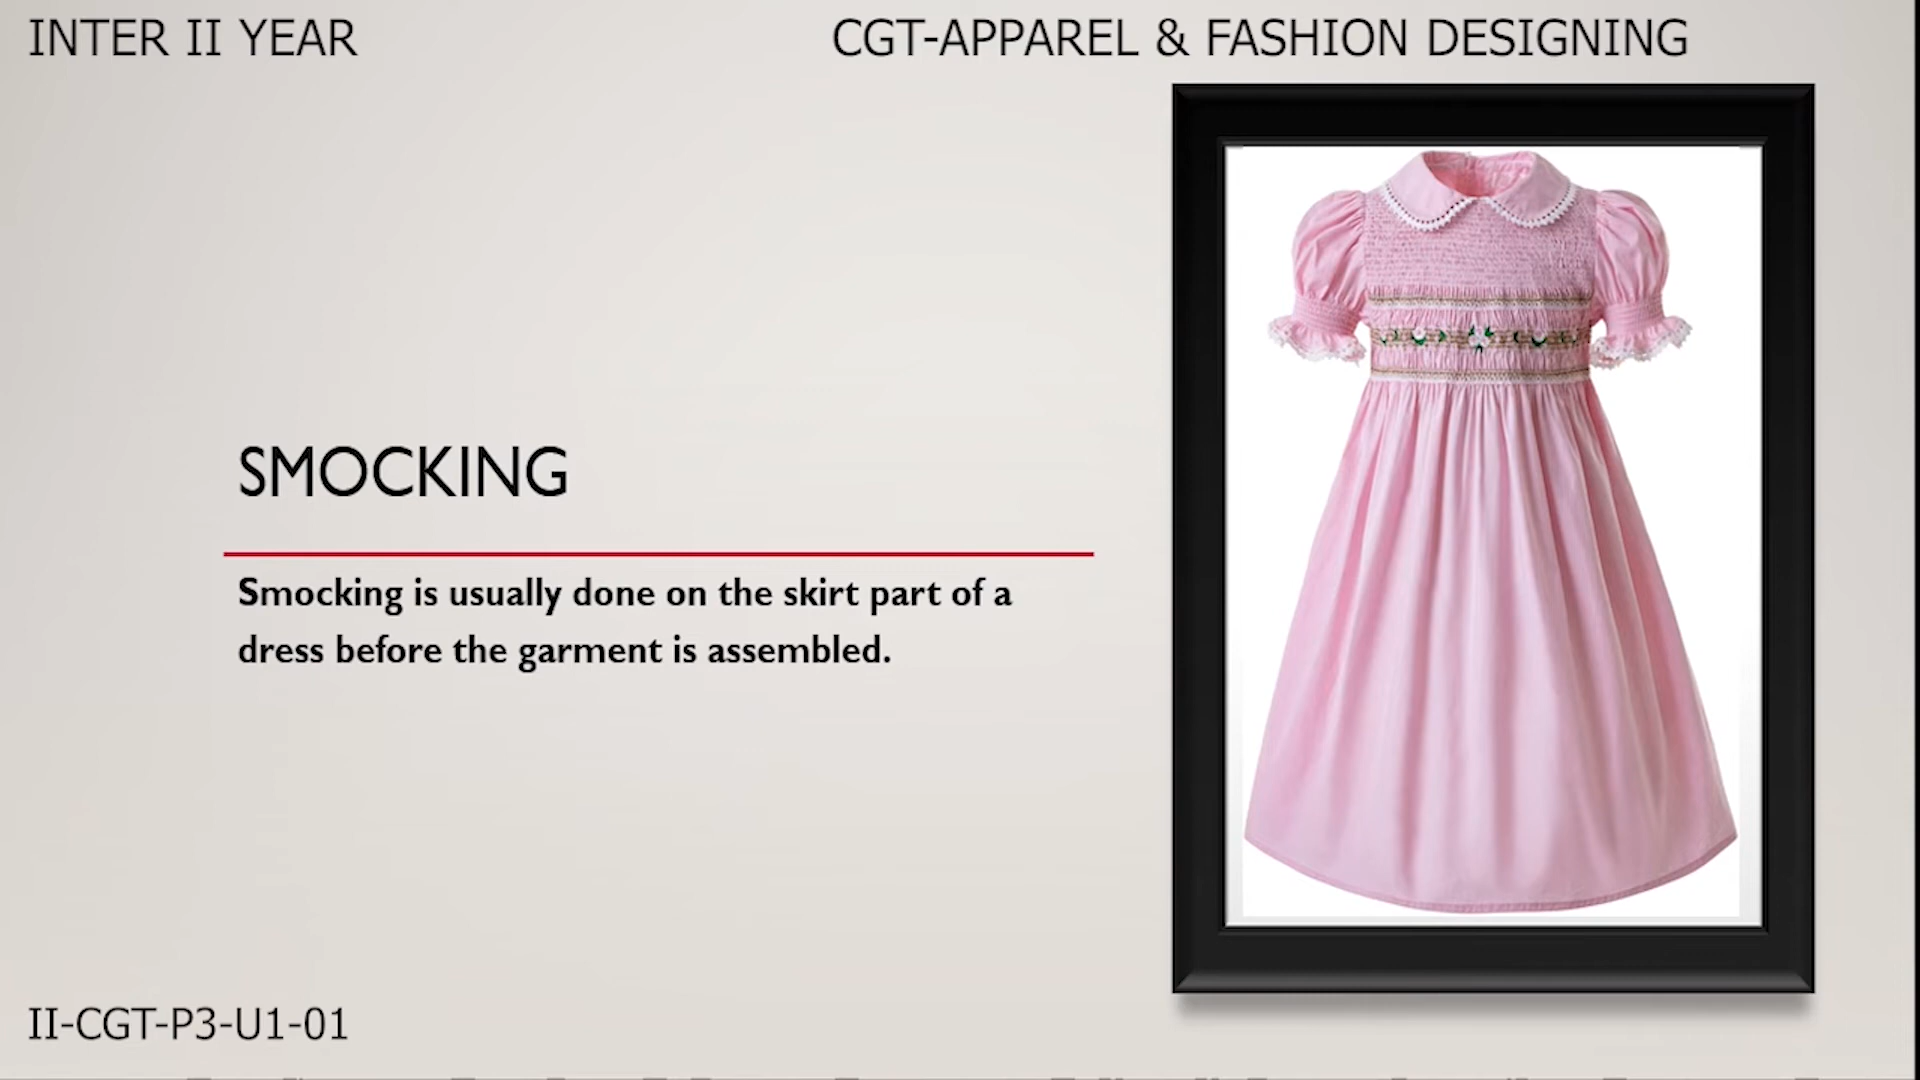 INTER II YEAR
CGT-APPAREL & FASHION DESIGNING
SMOCKING
Smocking is usually done on the skirt part of a
dress before the garment is assembled.
II-CGT-P3-U1-01